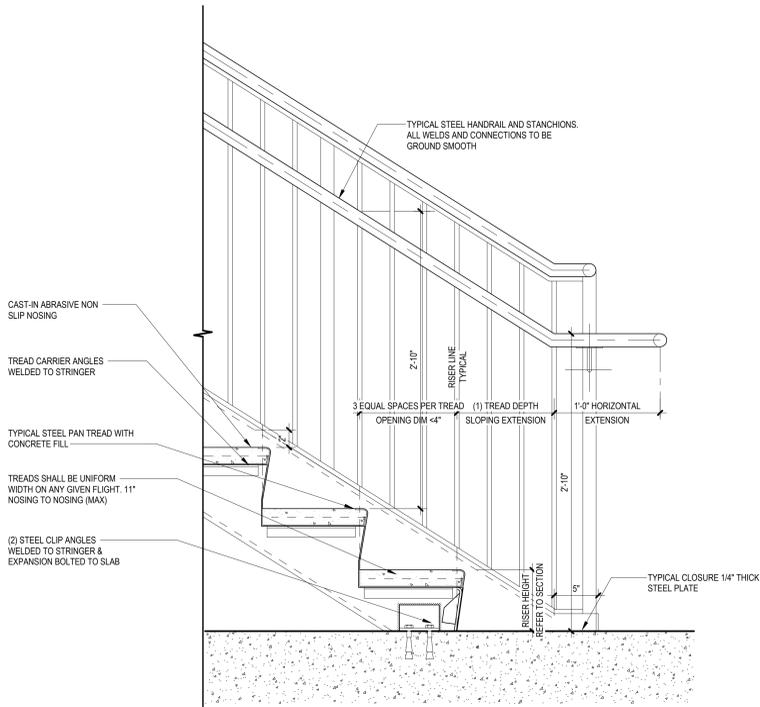 TYPICAL STEEL HANDRAIL AND STANCHIONS.
ALL WELDS AND CONNECTIONS TO BE
GROUND SMOOTH
CAST-IN ABRASIVE NON
SLIP NOSING
TREAD CARRIER ANGLES
WELDED TO STRINGER
TYPICAL STEEL PAN TREAD WITH
CONCRETE FILL
TREADS SHALL BE UNIFORM
WIDTH ON ANY GIVEN FLIGHT. 11"
NOSING TO NOSING (MAX)
(2) STEEL CLIP ANGLES
WELDED TO STRINGER &
EXPANSION BOLTED TO SLAB
2'-10"
RISER LINE
TYPICAL
3 EQUAL SPACES PER TREAD
OPENING DIM <4"
(1) TREAD DEPTH
SLOPING EXTENSION
1'-0" HORIZONTAL
EXTENSION
2"
2'-10"
RISER HEIGHT
REFER TO SECTION
5"
TYPICAL CLOSURE 1/4" THICK
STEEL PLATE